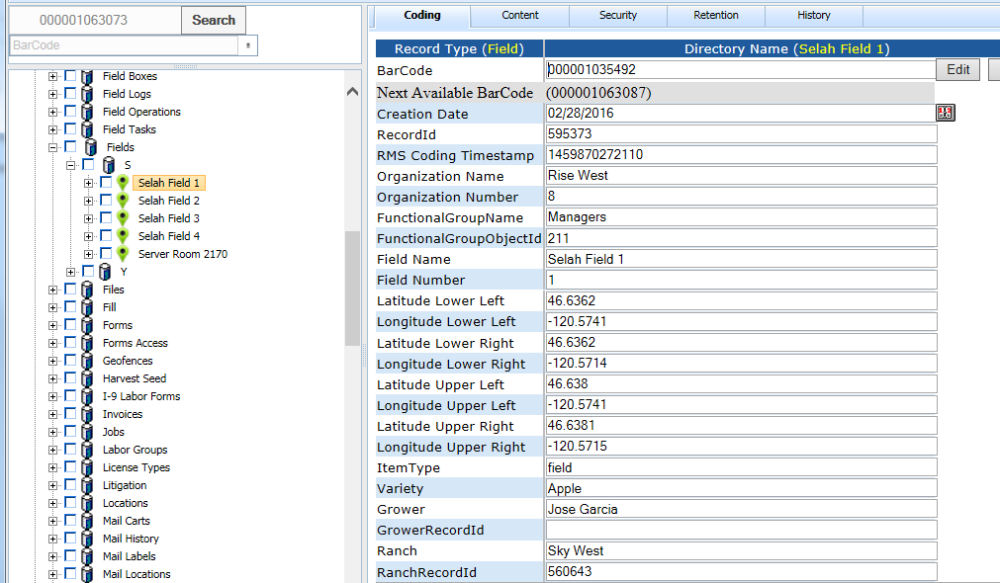 000001063073 Search
BarCode
Field Boxes
Field Logs
Field Operations
Field Tasks
Fields
S
Selah Field 1
Selah Field 2
Selah Field 3
Selah Field 4
Server Room 2170
Y
Files
Fill
Forms
Forms Access
Geofences
Harvest Seed
I-9 Labor Forms
Invoices
Jobs
Labor Groups
License Types
Litigation
Locations
Mail Carts
Mail History
Mail Labels
Mail Locations
Coding Content Security Retention History
Record Type (Field) Directory Name (Selah Field 1)
BarCode 000001035492 Edit
Next Available BarCode (000001063087)
Creation Date 02/28/2016
RecordId 595373
RMS Coding Timestamp 1459870272110
Organization Name Rise West
Organization Number 8
FunctionalGroupName Managers
FunctionalGroupObjectId 211
Field Name Selah Field 1
Field Number 1
Latitude Lower Left 46.6362
Longitude Lower Left -120.5741
Latitude Lower Right 46.6362
Longitude Lower Right -120.5714
Latitude Upper Left 46.638
Longitude Upper Left -120.5741
Latitude Upper Right 46.6381
Longitude Upper Right -120.5715
ItemType field
Variety Apple
Grower Jose Garcia
GrowerRecordId
Ranch Sky West
RanchRecordId 560643